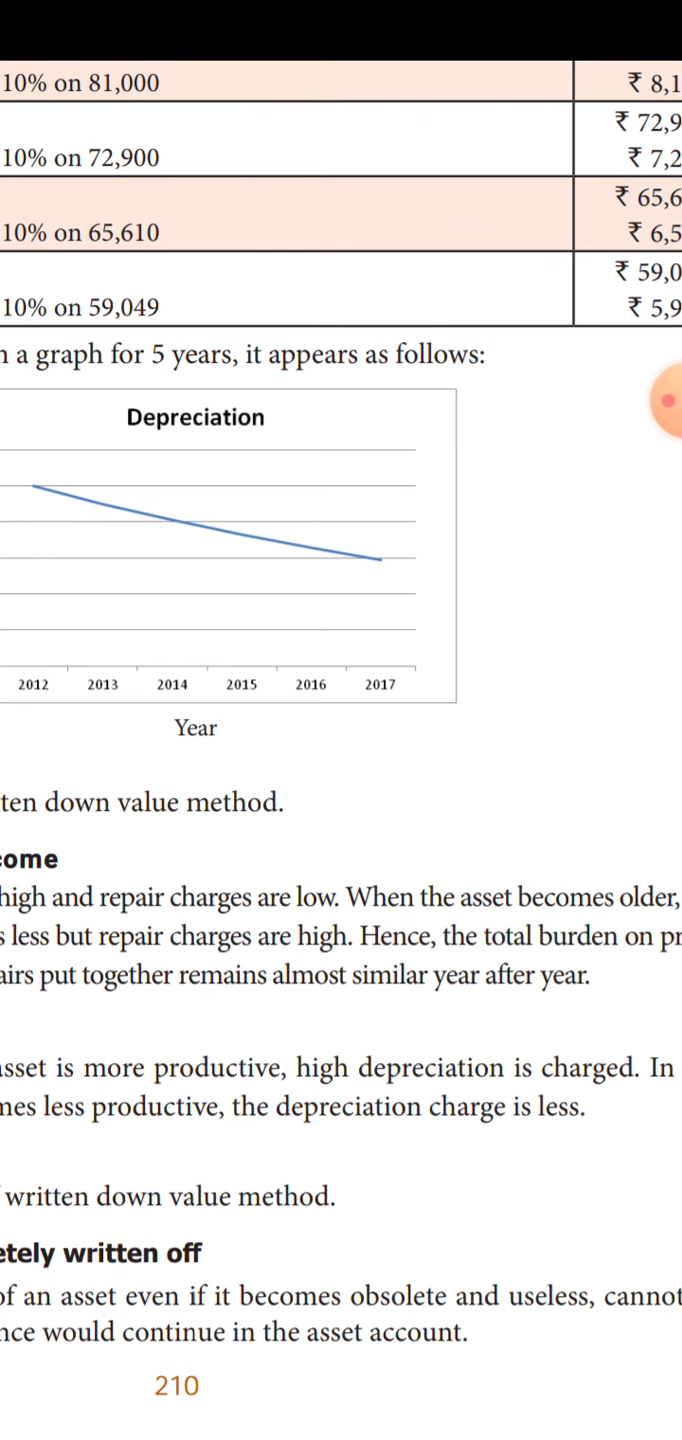 10% on 81,000 ₹ 8,1
₹ 72,9
10% on 72,900 ₹ 7,2
₹ 65,6
10% on 65,610 ₹ 6,5
₹ 59,0
10% on 59,049 ₹ 5,9
a graph for 5 years, it appears as follows:
Depreciation
2012 2013 2014 2015 2016 2017
Year
ten down value method.
come
high and repair charges are low. When the asset becomes older,
s less but repair charges are high. Hence, the total burden on pr
airs put together remains almost similar year after year.
asset is more productive, high depreciation is charged. In
mes less productive, the depreciation charge is less.
written down value method.
etely written off
of an asset even if it becomes obsolete and useless, cannot
nce would continue in the asset account.
210